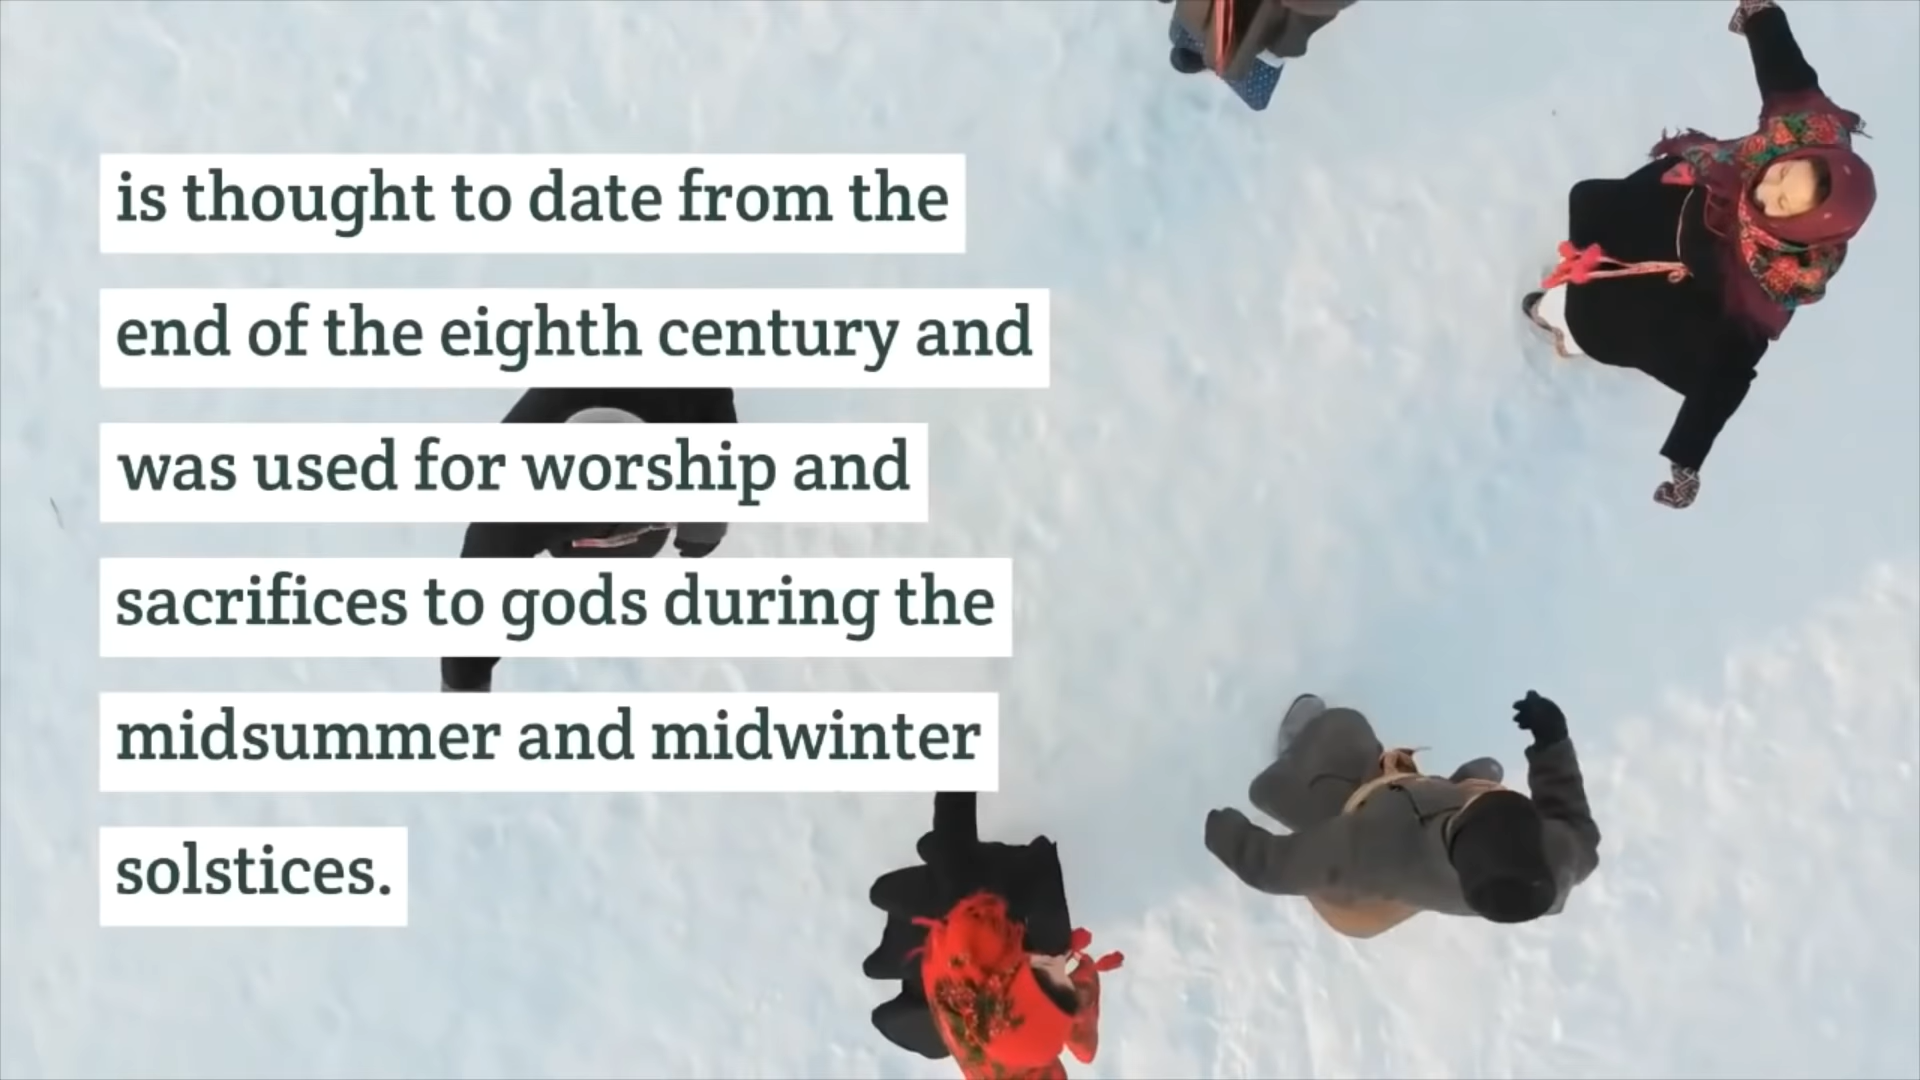 is thought to date from the
end of the eighth century and
was used for worship and
sacrifices to gods during the
midsummer and midwinter
solstices.